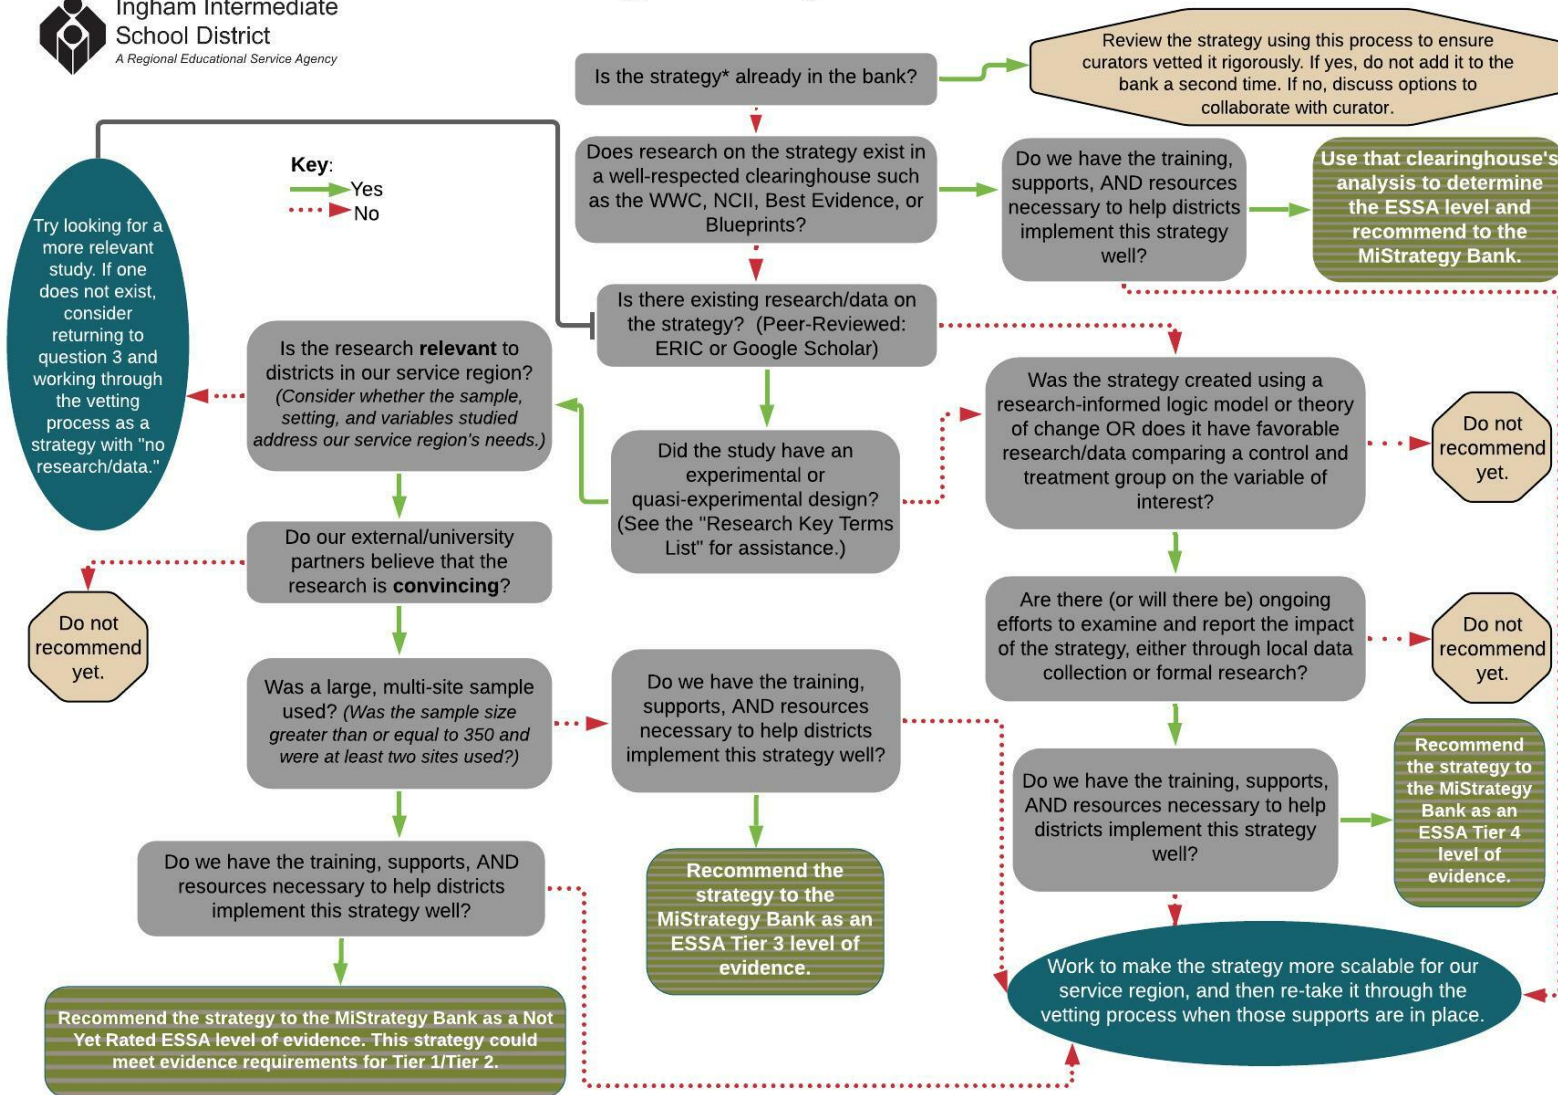 Ingham Intermediate
School District
A Regional Educational Service Agency
Is the strategy* already in the bank?
Review the strategy using this process to ensure
curators vetted it rigorously. If yes, do not add it to the
bank a second time. If no, discuss options to
collaborate with curator.
Key:
Yes
No
Does research on the strategy exist in
a well-respected clearinghouse such
as the WWC, NCII, Best Evidence, or
Blueprints?
Do we have the training,
supports, AND resources
necessary to help districts
implement this strategy
well?
Use that clearinghouse's
analysis to determine
the ESSA level and
recommend to the
MiStrategy Bank.
Try looking for a
more relevant
study. If one
does not exist,
consider
returning to
question 3 and
working through
the vetting
process as a
strategy with "no
research/data."
Is there existing research/data on
the strategy? (Peer-Reviewed:
ERIC or Google Scholar)
Is the research relevant to
districts in our service region?
(Consider whether the sample,
setting, and variables studied
address our service region's needs.)
Did the study have an
experimental or
quasi-experimental design?
(See the "Research Key Terms
List" for assistance.)
Was the strategy created using a
research-informed logic model or theory
of change OR does it have favorable
research/data comparing a control and
treatment group on the variable of
interest?
Do not
recommend
yet.
Do our external/university
partners believe that the
research is convincing?
Do not
recommend
yet.
Are there (or will there be) ongoing
efforts to examine and report the impact
of the strategy, either through local data
collection or formal research?
Do not
recommend
yet.
Was a large, multi-site sample
used? (Was the sample size
greater than or equal to 350 and
were at least two sites used?)
Do we have the training,
supports, AND resources
necessary to help districts
implement this strategy well?
Do we have the training, supports,
AND resources necessary to help
districts implement this strategy
well?
Recommend
the strategy to
the MiStrategy
Bank as an
ESSA Tier 4
level of
evidence.
Do we have the training, supports, AND
resources necessary to help districts
implement this strategy well?
Recommend the
strategy to the
MiStrategy Bank as an
ESSA Tier 3 level of
evidence.
Work to make the strategy more scalable for our
service region, and then re-take it through the
vetting process when those supports are in place.
Recommend the strategy to the MiStrategy Bank as a Not
Yet Rated ESSA level of evidence. This strategy could
meet evidence requirements for Tier 1/Tier 2.